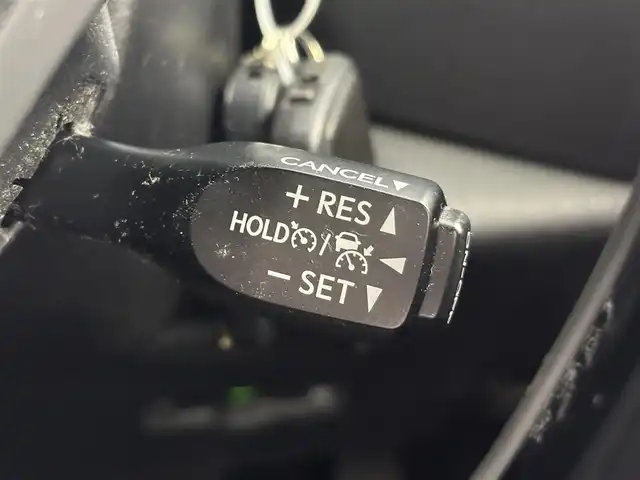 CANCEL▼
+ RES ▲
HOLD /
− SET ▼